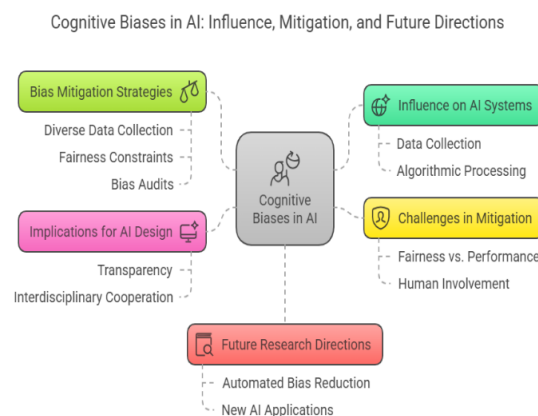 Cognitive Biases in AI: Influence, Mitigation, and Future Directions
Bias Mitigation Strategies
Diverse Data Collection
Fairness Constraints
Bias Audits
Implications for AI Design
Transparency
Interdisciplinary Cooperation
Cognitive
Biases in AI
Influence on AI Systems
Data Collection
Algorithmic Processing
Challenges in Mitigation
Fairness vs. Performance
Human Involvement
Future Research Directions
Automated Bias Reduction
New AI Applications